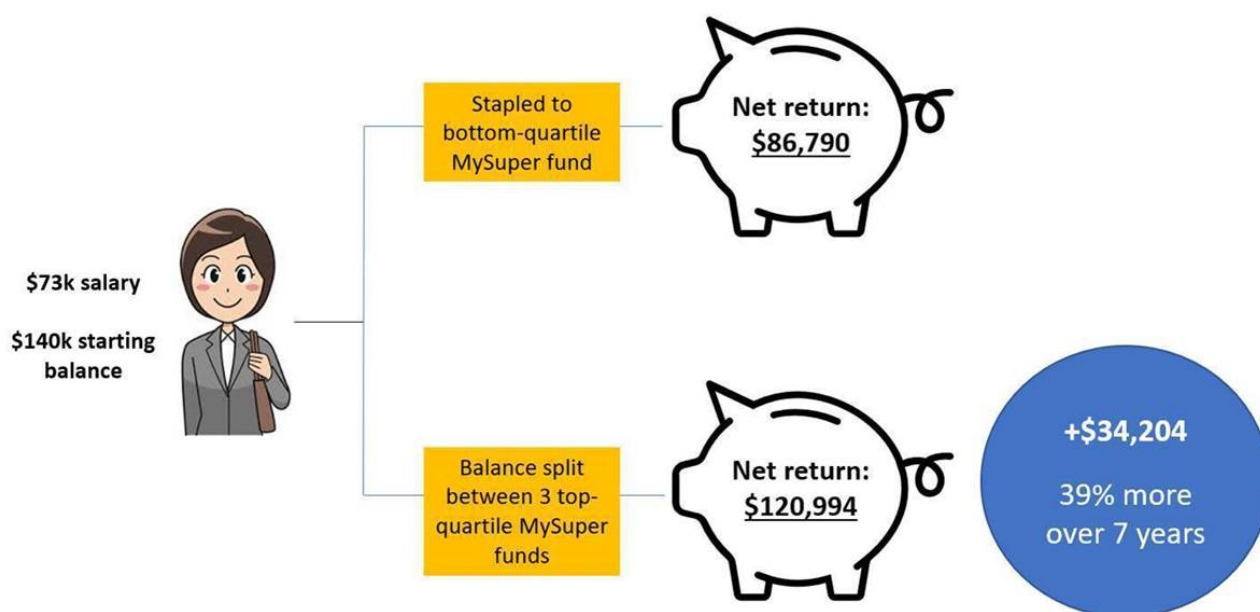 $73k salary
$140k starting
balance
Stapled to
bottom-quartile
MySuper fund
Net return:
$86,790
Balance split
between 3 top-
quartile MySuper
funds
Net return:
$120,994
+$34,204
39% more
over 7 years